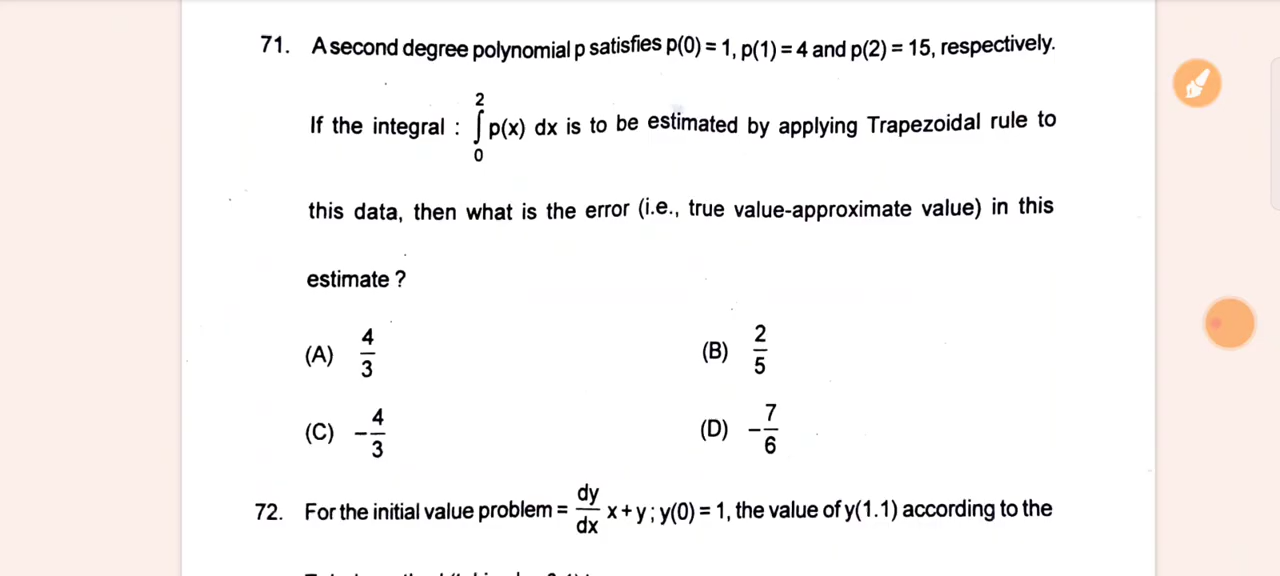 71. A second degree polynomial p satisfies p(0) = 1, p(1) = 4 and p(2) = 15, respectively.
If the integral : ∫₀² p(x) dx is to be estimated by applying Trapezoidal rule to
this data, then what is the error (i.e., true value-approximate value) in this
estimate ?
(A) 4/3 (B) 2/5
(C) -4/3 (D) -7/6
72. For the initial value problem = dy/dx x + y ; y(0) = 1, the value of y(1.1) according to the